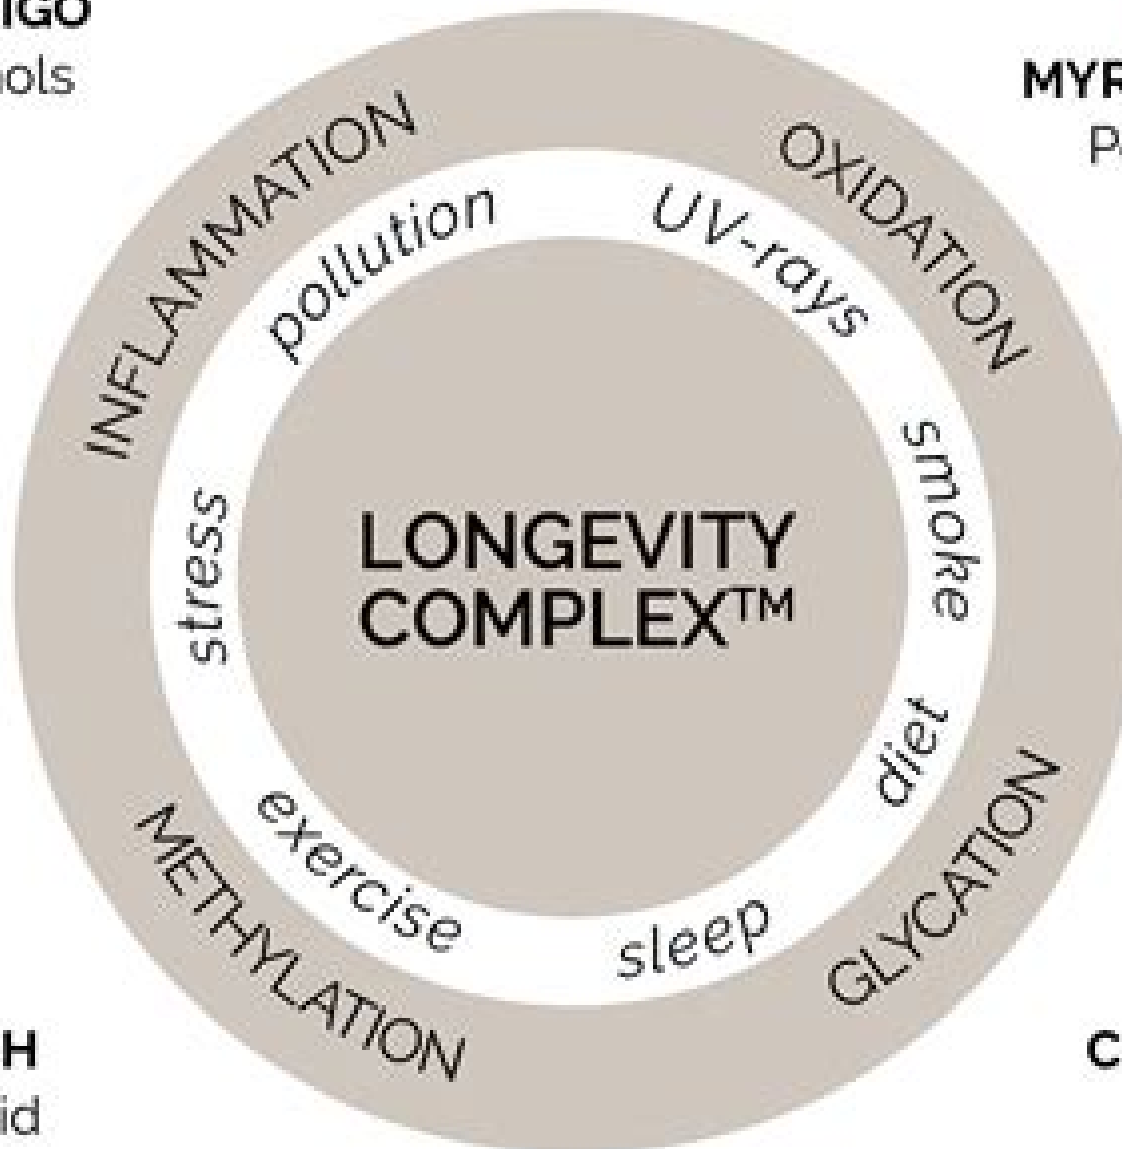 INFLAMMATION
OXIDATION
pollution
UV-rays
smoke
stress
LONGEVITY
COMPLEX™
diet
exercise
sleep
METHYLATION
GLYCATION